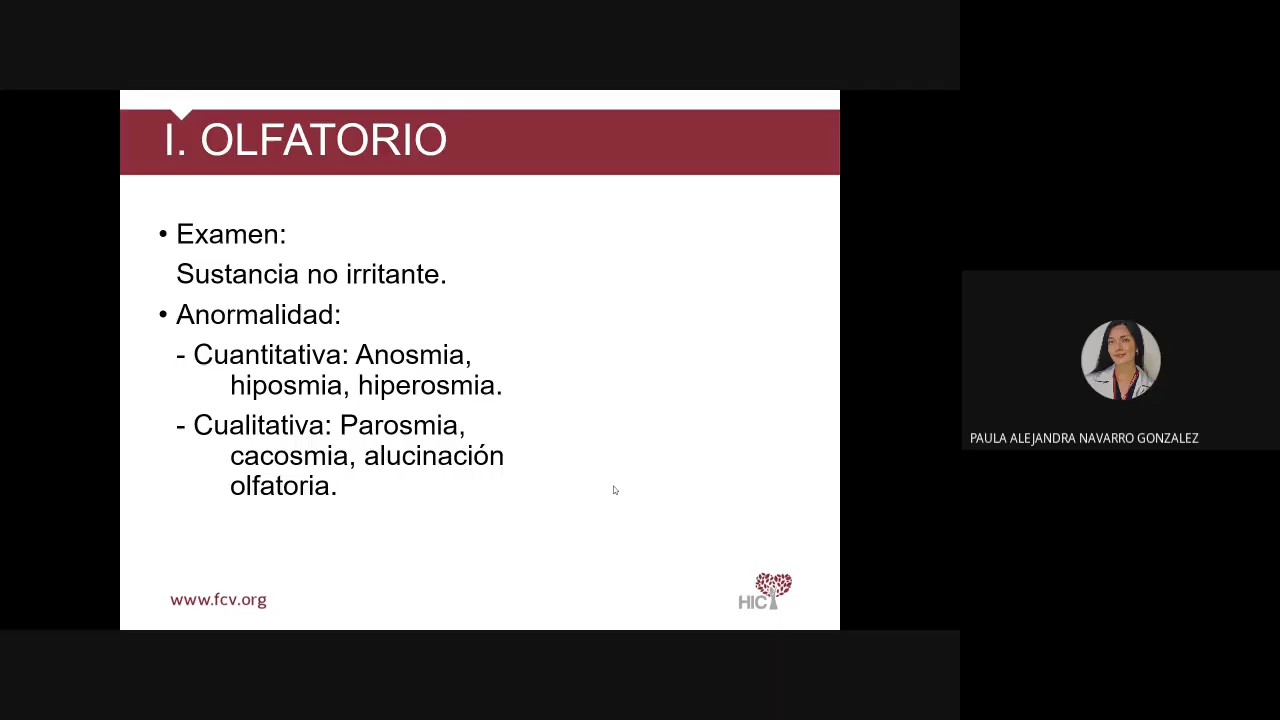 I. OLFATORIO
• Examen:
Sustancia no irritante.
• Anormalidad:
- Cuantitativa: Anosmia,
hiposmia, hiperosmia.
- Cualitativa: Parosmia,
cacosmia, alucinación
olfatoria.
www.fcv.org
HIC
PAULA ALEJANDRA NAVARRO GONZALEZ